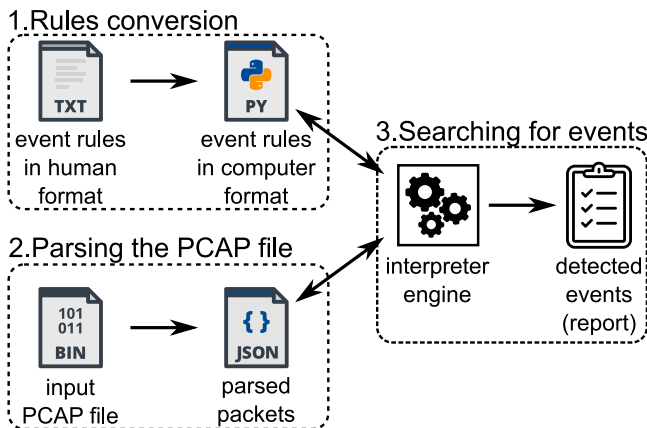 1.Rules conversion
TXT
event rules
in human
format
PY
event rules
in computer
format
2.Parsing the PCAP file
101
011
BIN
input
PCAP file
{ }
JSON
parsed
packets
3.Searching for events
interpreter
engine
detected
events
(report)